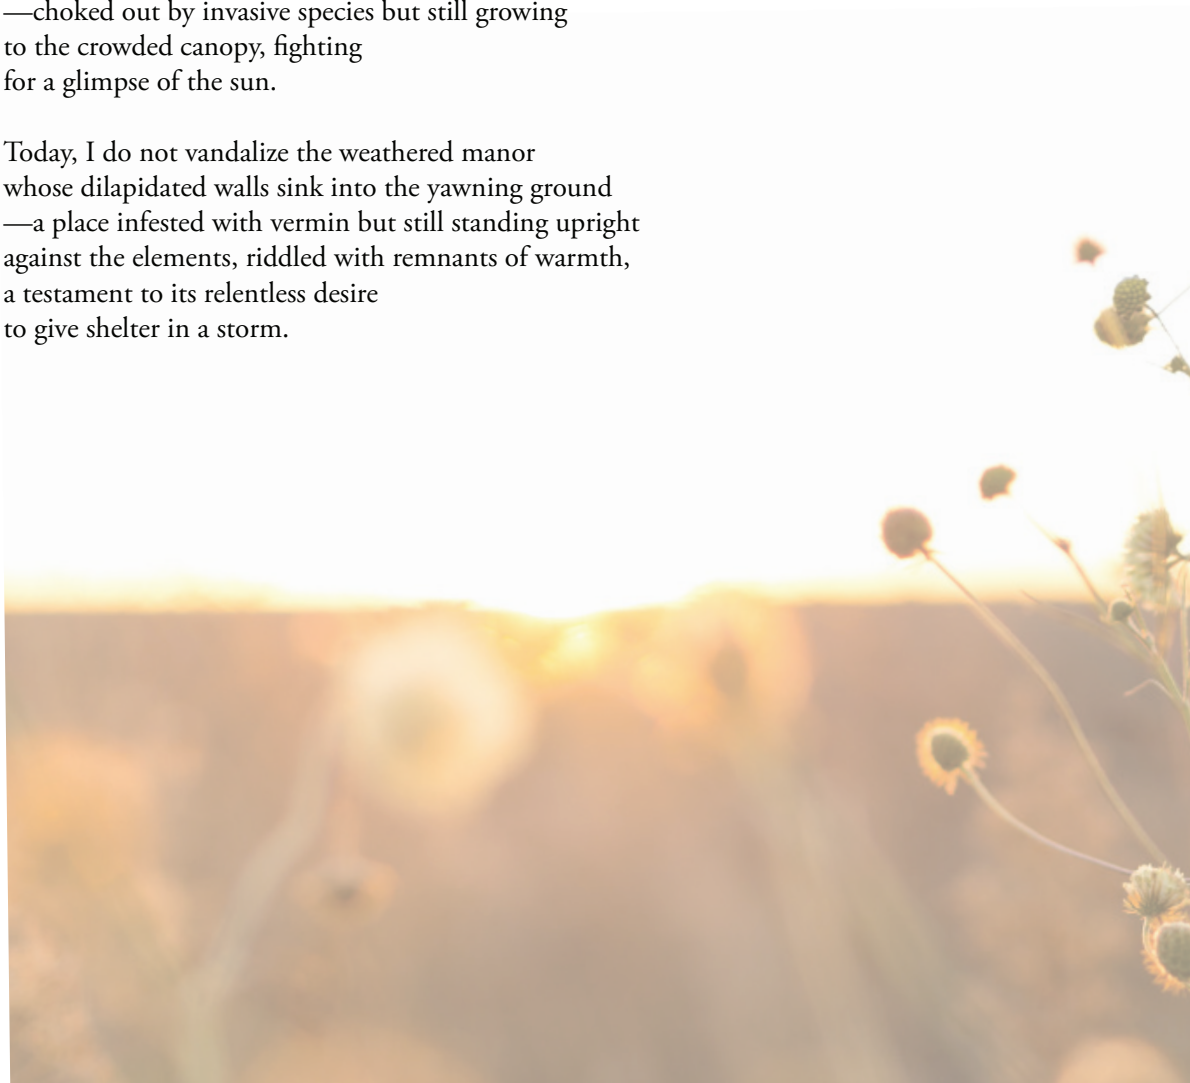 —choked out by invasive species but still growing
to the crowded canopy, fighting
for a glimpse of the sun.
Today, I do not vandalize the weathered manor
whose dilapidated walls sink into the yawning ground
—a place infested with vermin but still standing upright
against the elements, riddled with remnants of warmth,
a testament to its relentless desire
to give shelter in a storm.